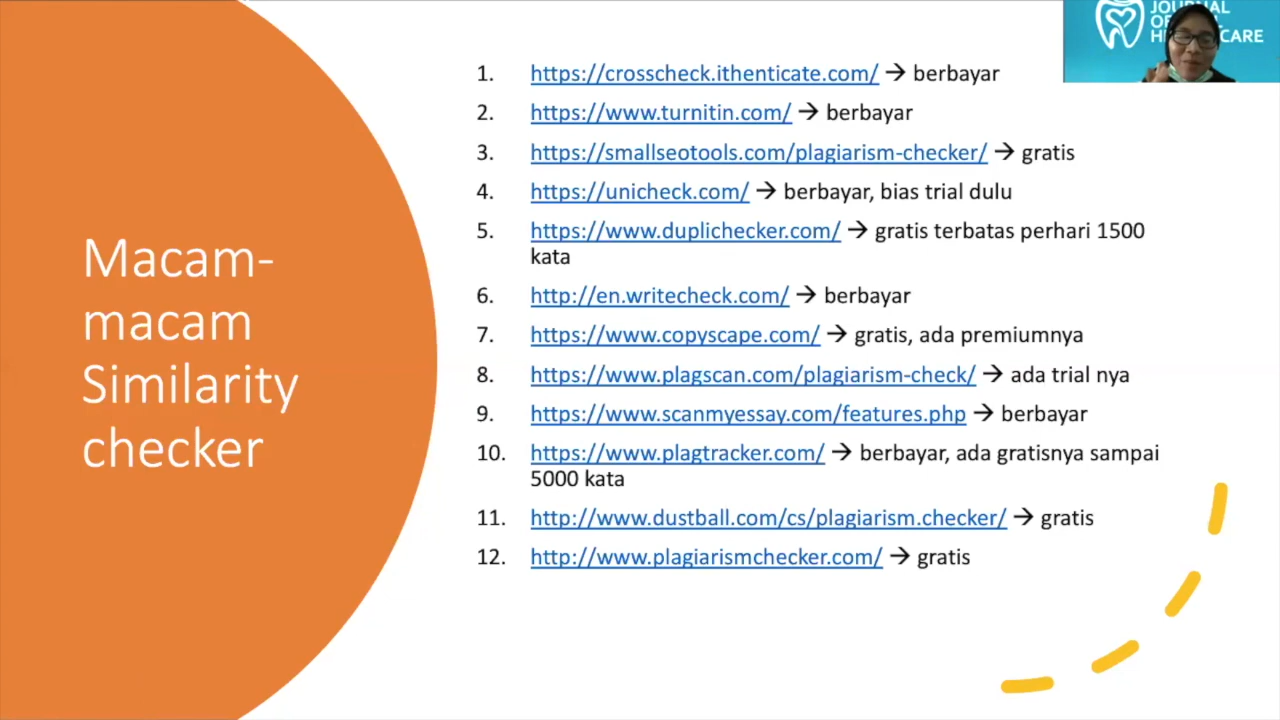 Macam-
macam
Similarity
checker
1. https://crosscheck.ithenticate.com/ → berbayar
2. https://www.turnitin.com/ → berbayar
3. https://smallseotools.com/plagiarism-checker/ → gratis
4. https://unicheck.com/ → berbayar, bias trial dulu
5. https://www.duplichecker.com/ → gratis terbatas perhari 1500
kata
6. http://en.writecheck.com/ → berbayar
7. https://www.copyscape.com/ → gratis, ada premiumnya
8. https://www.plagscan.com/plagiarism-check/ → ada trial nya
9. https://www.scanmyessay.com/features.php → berbayar
10. https://www.plagtracker.com/ → berbayar, ada gratisnya sampai
5000 kata
11. http://www.dustball.com/cs/plagiarism.checker/ → gratis
12. http://www.plagiarismchecker.com/ → gratis
JOURNAL
OF